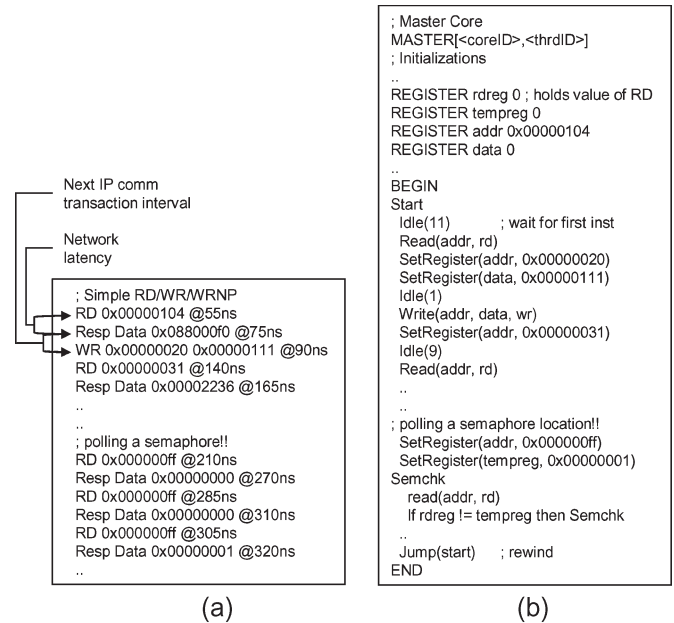 Next IP comm
transaction interval
Network
latency
; Simple RD/WR/WRNP
RD 0x00000104 @55ns
Resp Data 0x088000f0 @75ns
WR 0x00000020 0x00000111 @90ns
RD 0x00000031 @140ns
Resp Data 0x00002236 @165ns
..
..
; polling a semaphore!!
RD 0x000000ff @210ns
Resp Data 0x00000000 @270ns
RD 0x000000ff @285ns
Resp Data 0x00000000 @310ns
RD 0x000000ff @305ns
Resp Data 0x00000001 @320ns
..
(a)
; Master Core
MASTER[<coreID>,<thrdID>]
; Initializations
..
REGISTER rdreg 0 ; holds value of RD
REGISTER tempreg 0
REGISTER addr 0x00000104
REGISTER data 0
..
BEGIN
Start
Idle(11) ; wait for first inst
Read(addr, rd)
SetRegister(addr, 0x00000020)
SetRegister(data, 0x00000111)
Idle(1)
Write(addr, data, wr)
SetRegister(addr, 0x00000031)
Idle(9)
Read(addr, rd)
..
..
; polling a semaphore location!!
SetRegister(addr, 0x000000ff)
SetRegister(tempreg, 0x00000001)
Semchk
read(addr, rd)
If rdreg != tempreg then Semchk
..
Jump(start) ; rewind
END
(b)